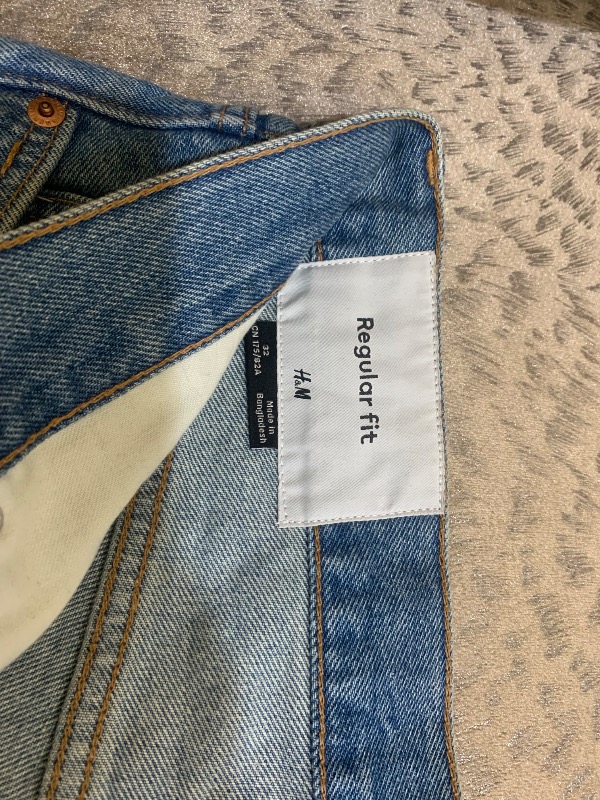 Regular fit
H&M
32
CN 175/82A
Made in
Bangladesh